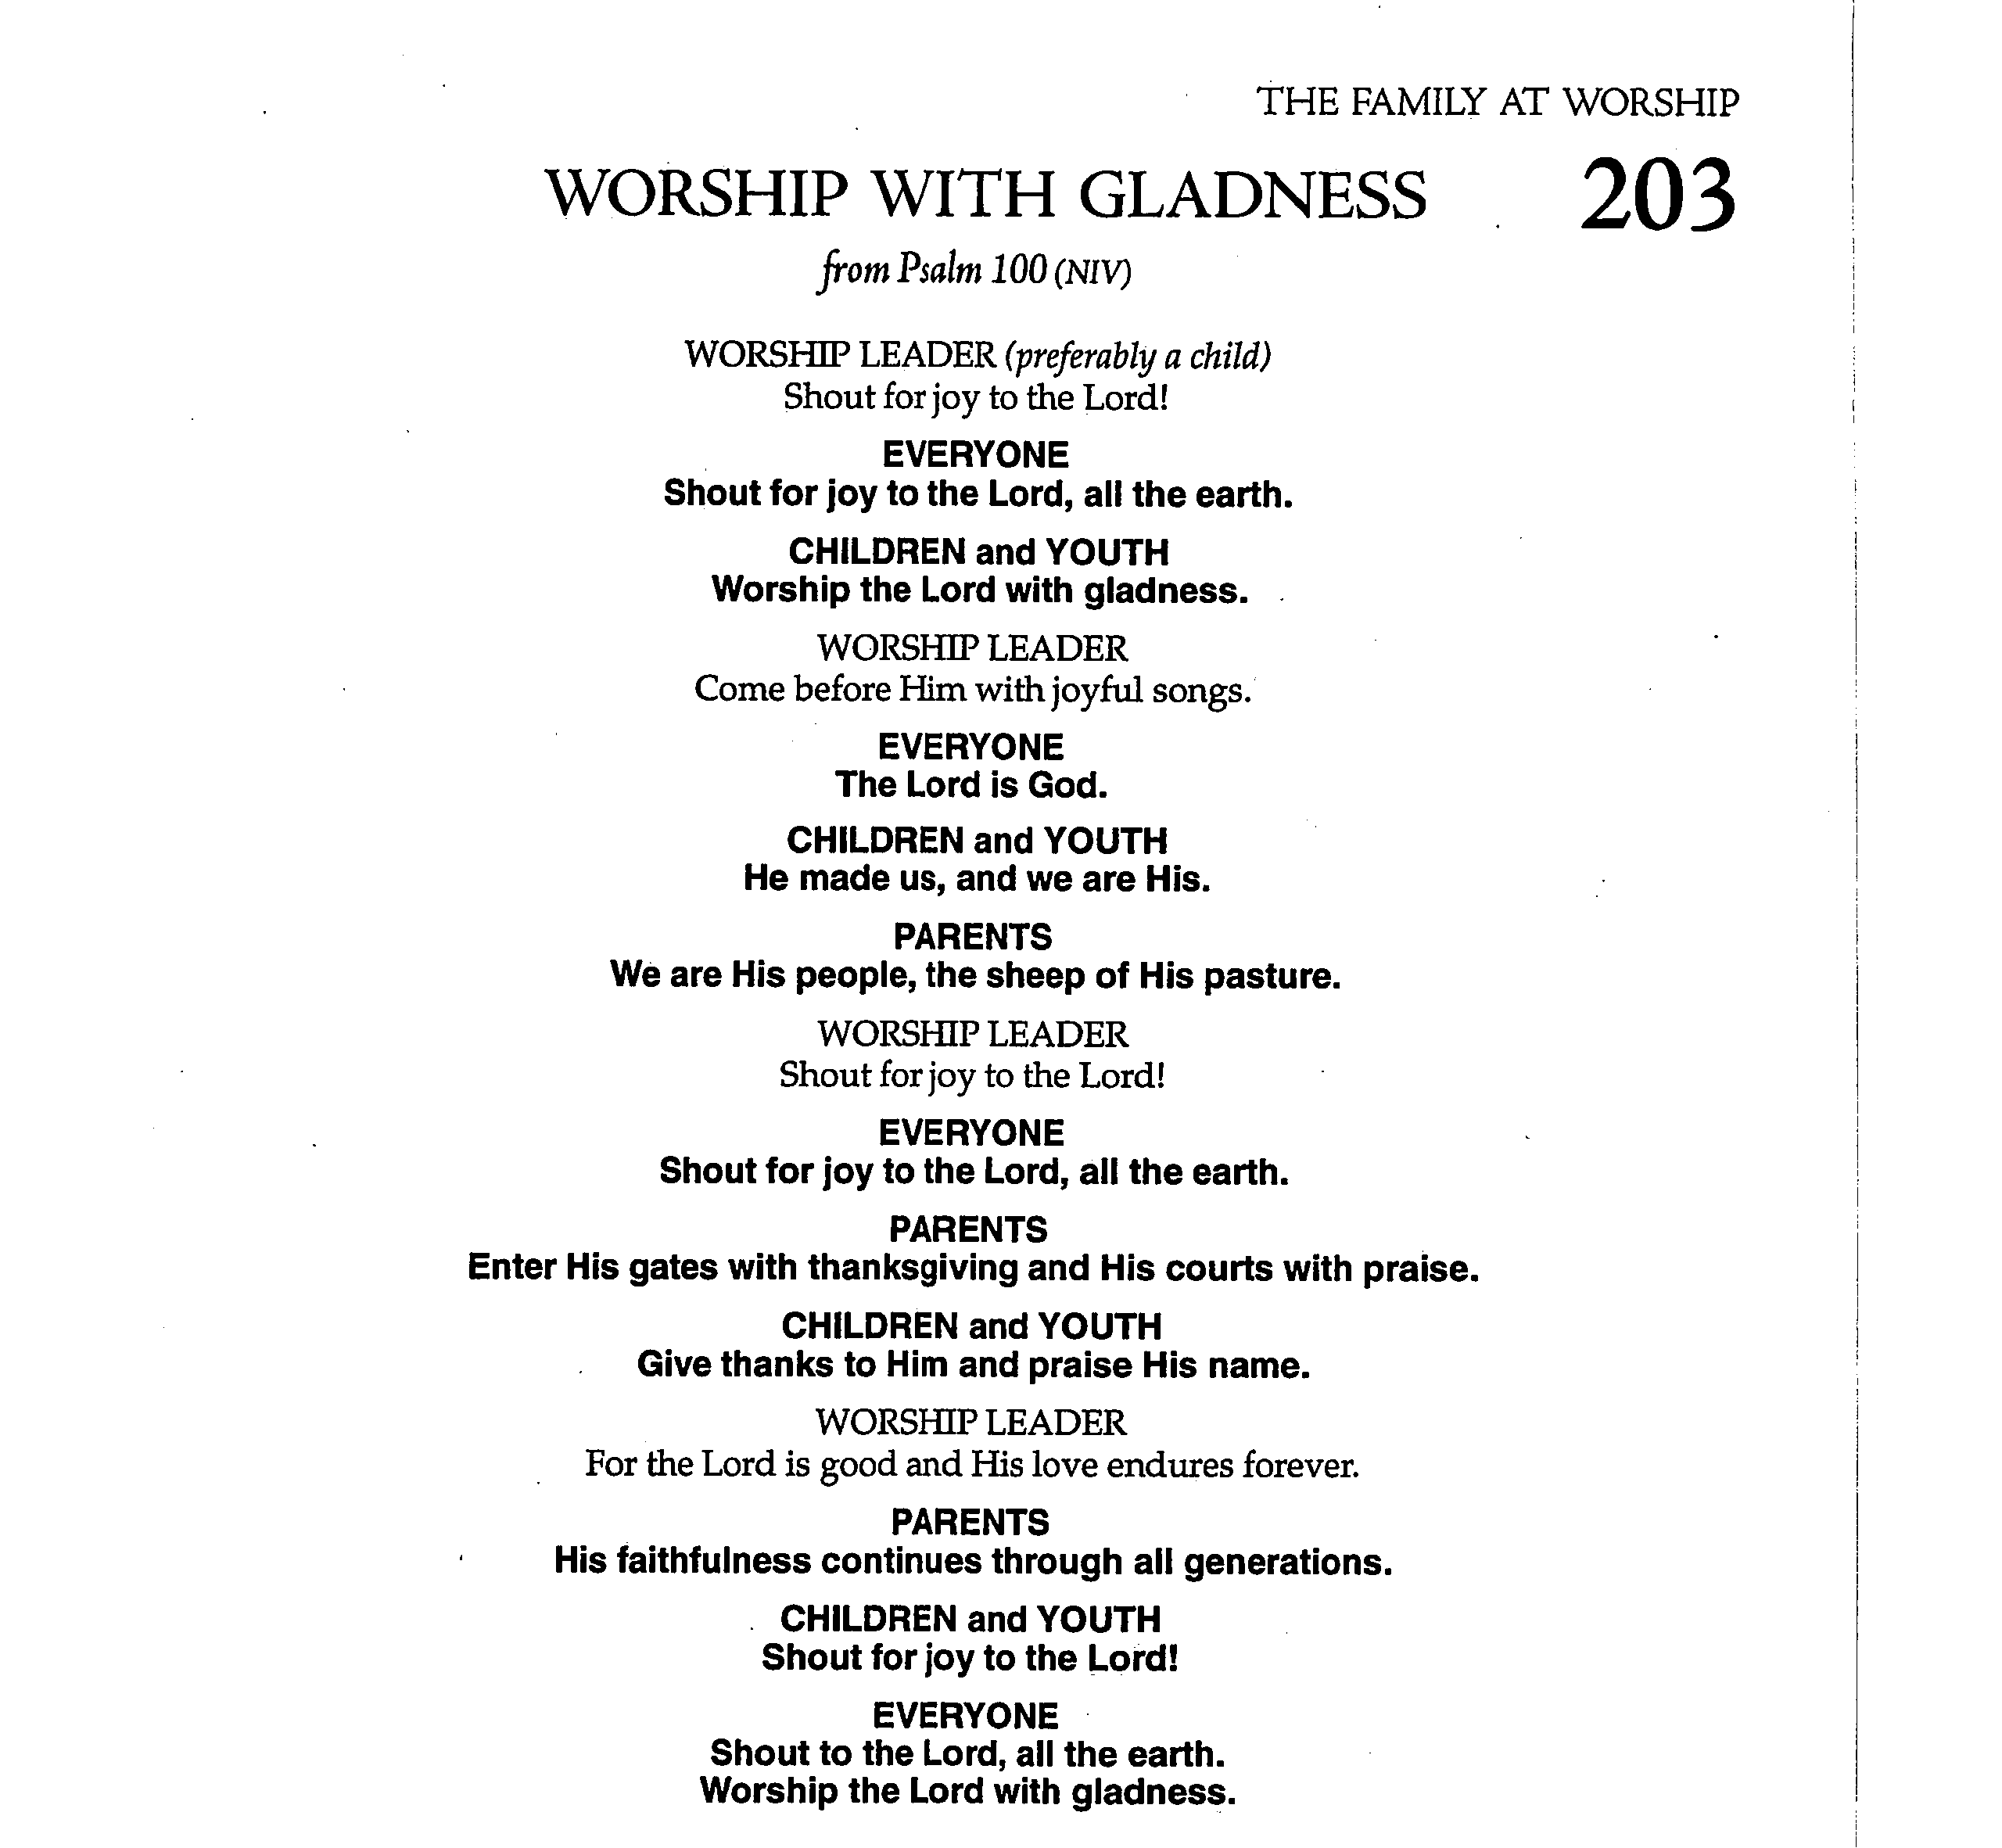 THE FAMILY AT WORSHIP
WORSHIP WITH GLADNESS 203
from Psalm 100 (NIV)
WORSHIP LEADER (preferably a child)
Shout for joy to the Lord!
EVERYONE
Shout for joy to the Lord, all the earth.
CHILDREN and YOUTH
Worship the Lord with gladness.
WORSHIP LEADER
Come before Him with joyful songs.
EVERYONE
The Lord is God.
CHILDREN and YOUTH
He made us, and we are His.
PARENTS
We are His people, the sheep of His pasture.
WORSHIP LEADER
Shout for joy to the Lord!
EVERYONE
Shout for joy to the Lord, all the earth.
PARENTS
Enter His gates with thanksgiving and His courts with praise.
CHILDREN and YOUTH
Give thanks to Him and praise His name.
WORSHIP LEADER
For the Lord is good and His love endures forever.
PARENTS
His faithfulness continues through all generations.
CHILDREN and YOUTH
Shout for joy to the Lord!
EVERYONE
Shout to the Lord, all the earth.
Worship the Lord with gladness.